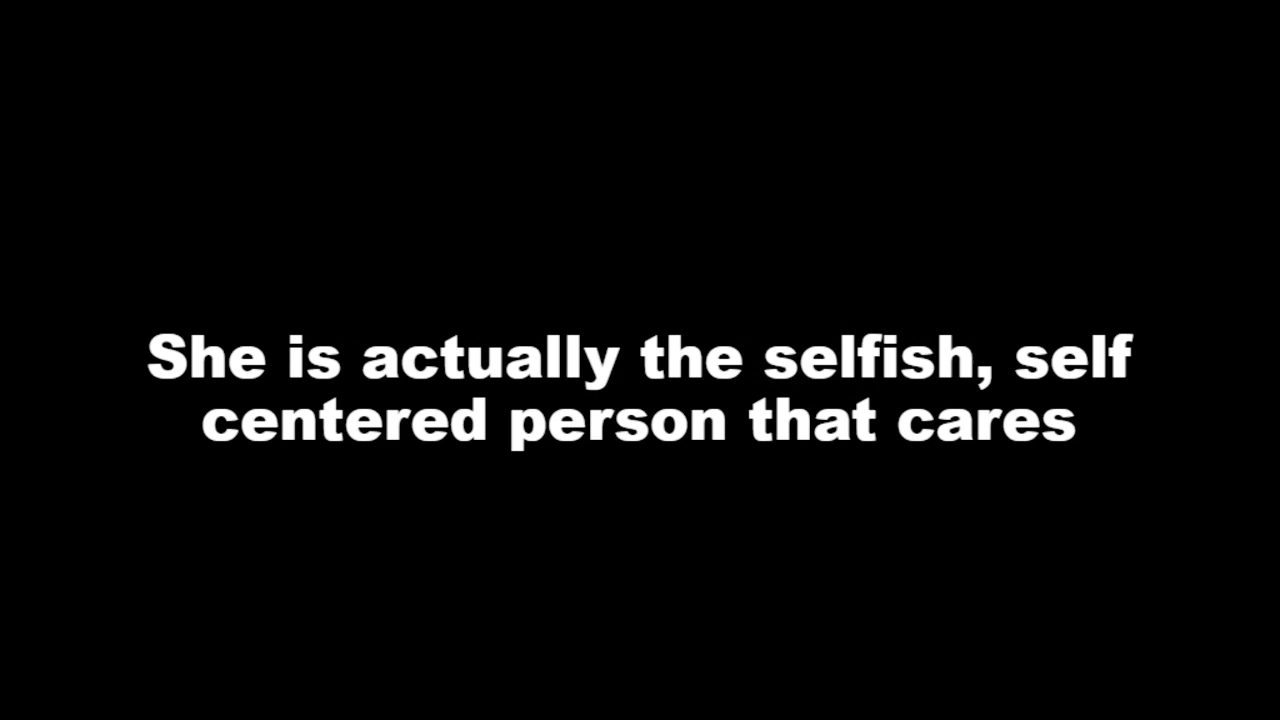 She is actually the selfish, self
centered person that cares